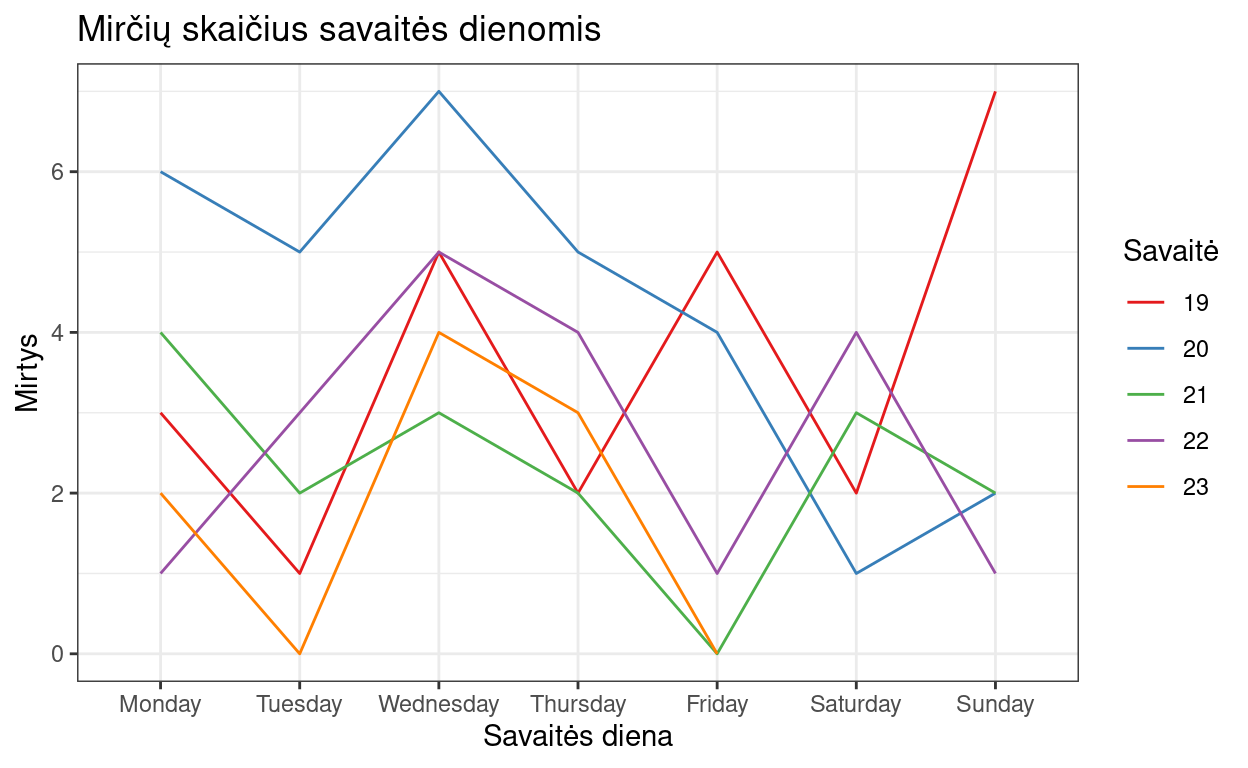 Mirčių skaičius savaitės dienomis
Mirtys
6
4
2
0
Monday Tuesday Wednesday Thursday Friday Saturday Sunday
Savaitės diena
Savaitė
19
20
21
22
23